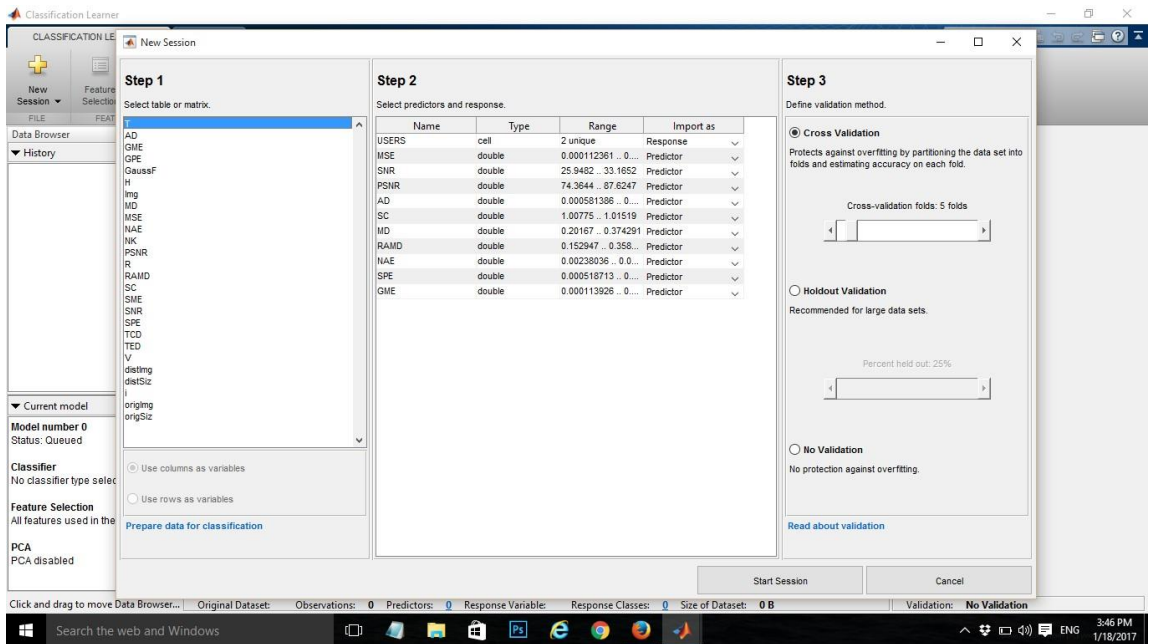 Classification Learner
CLASSIFICATION LE
New Session
New
Session
Feature
Selectio
FILE
FEAT
Data Browser
History
Current model
Model number 0
Status: Queued
Classifier
No classifier type selec
Feature Selection
All features used in the
PCA
PCA disabled
Step 1
Select table or matrix.
T
AD
GME
GPE
GaussF
H
Img
MD
MSE
NAE
NK
PSNR
R
RAMD
SC
SME
SNR
SPE
TCD
TED
V
distImg
distSiz
i
origImg
origSiz
Use columns as variables
Use rows as variables
Prepare data for classification
Step 2
Select predictors and response.
Name Type Range Import as
USERS cell 2 unique Response
MSE double 0.000112361 .. 0.... Predictor
SNR double 25.9482 .. 33.1652 Predictor
PSNR double 74.3644 .. 87.6247 Predictor
AD double 0.000581386 .. 0.... Predictor
SC double 1.00775 .. 1.01519 Predictor
MD double 0.20167 .. 0.374291 Predictor
RAMD double 0.152947 .. 0.358... Predictor
NAE double 0.00238036 .. 0.0... Predictor
SPE double 0.000518713 .. 0.... Predictor
GME double 0.000113926 .. 0.... Predictor
Step 3
Define validation method.
Cross Validation
Protects against overfitting by partitioning the data set into
folds and estimating accuracy on each fold.
Cross-validation folds: 5 folds
Holdout Validation
Recommended for large data sets.
Percent held out: 25%
No Validation
No protection against overfitting.
Read about validation
Start Session
Cancel
Click and drag to move Data Browser... Original Dataset: Observations: 0 Predictors: 0 Response Variable: Response Classes: 0 Size of Dataset: 0 B Validation: No Validation
Search the web and Windows
Ps
ENG
3:46 PM
1/18/2017